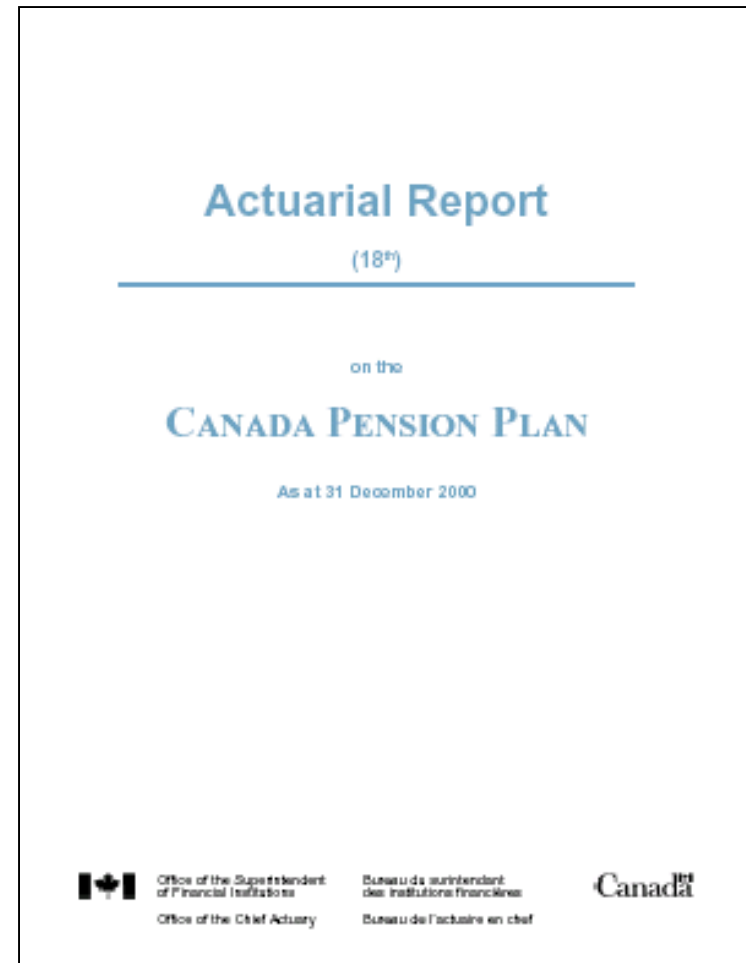 Actuarial Report
(18th)
on the
CANADA PENSION PLAN
As at 31 December 2000
Office of the Superintendent
of Financial Institutions
Office of the Chief Actuary
Bureau du surintendant
des institutions financières
Bureau de l'actuaire en chef
Canada